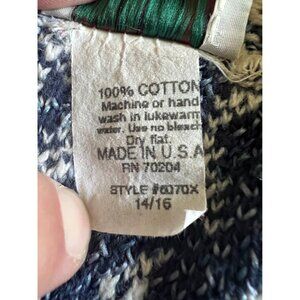 100% COTTON
Machine or hand
wash in lukewarm
water. Use no bleach
Dry flat.
MADE IN U.S.A
RN 70204
STYLE #0070X
14/16